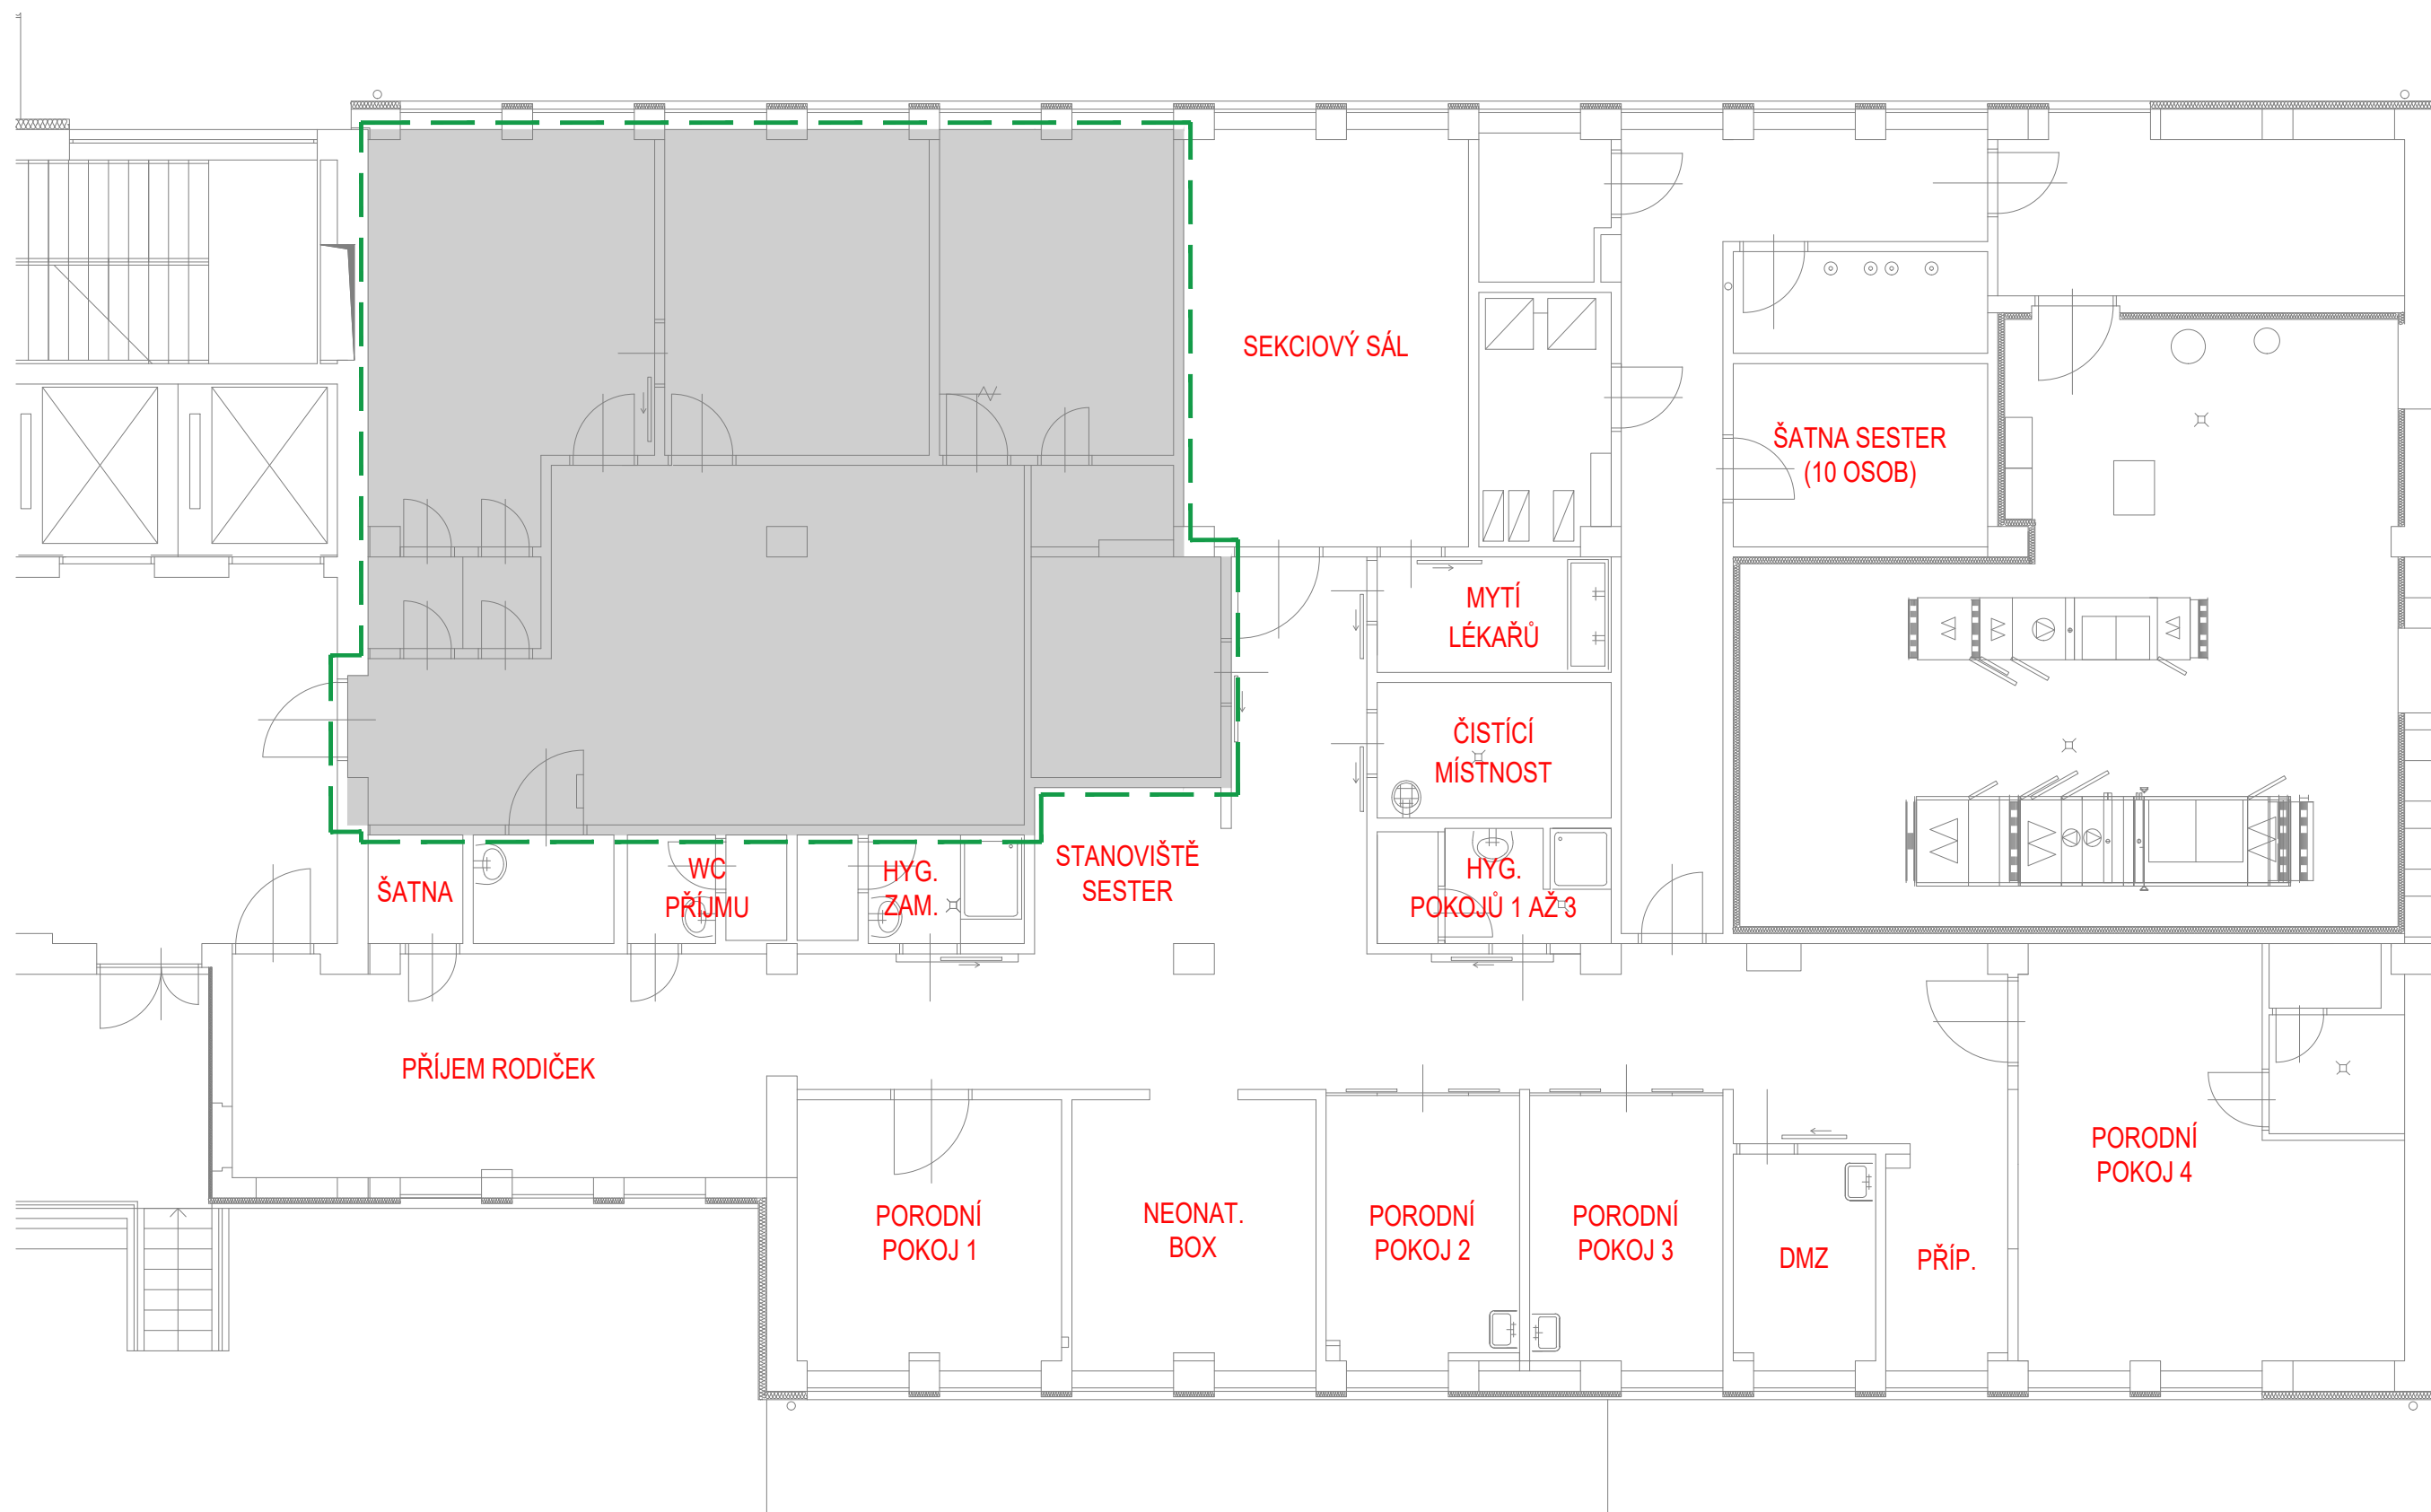 SEKCIOVÝ SÁL
ŠATNA SESTER
(10 OSOB)
MYTÍ
LÉKAŘŮ
ČISTÍCÍ
MÍSTNOST
ŠATNA
WC
PŘÍJMU
HYG.
ZAM.
STANOVIŠTĚ
SESTER
HYG.
POKOJŮ 1 AŽ 3
PŘÍJEM RODIČEK
PORODNÍ
POKOJ 1
NEONAT.
BOX
PORODNÍ
POKOJ 2
PORODNÍ
POKOJ 3
DMZ
PŘÍP.
PORODNÍ
POKOJ 4